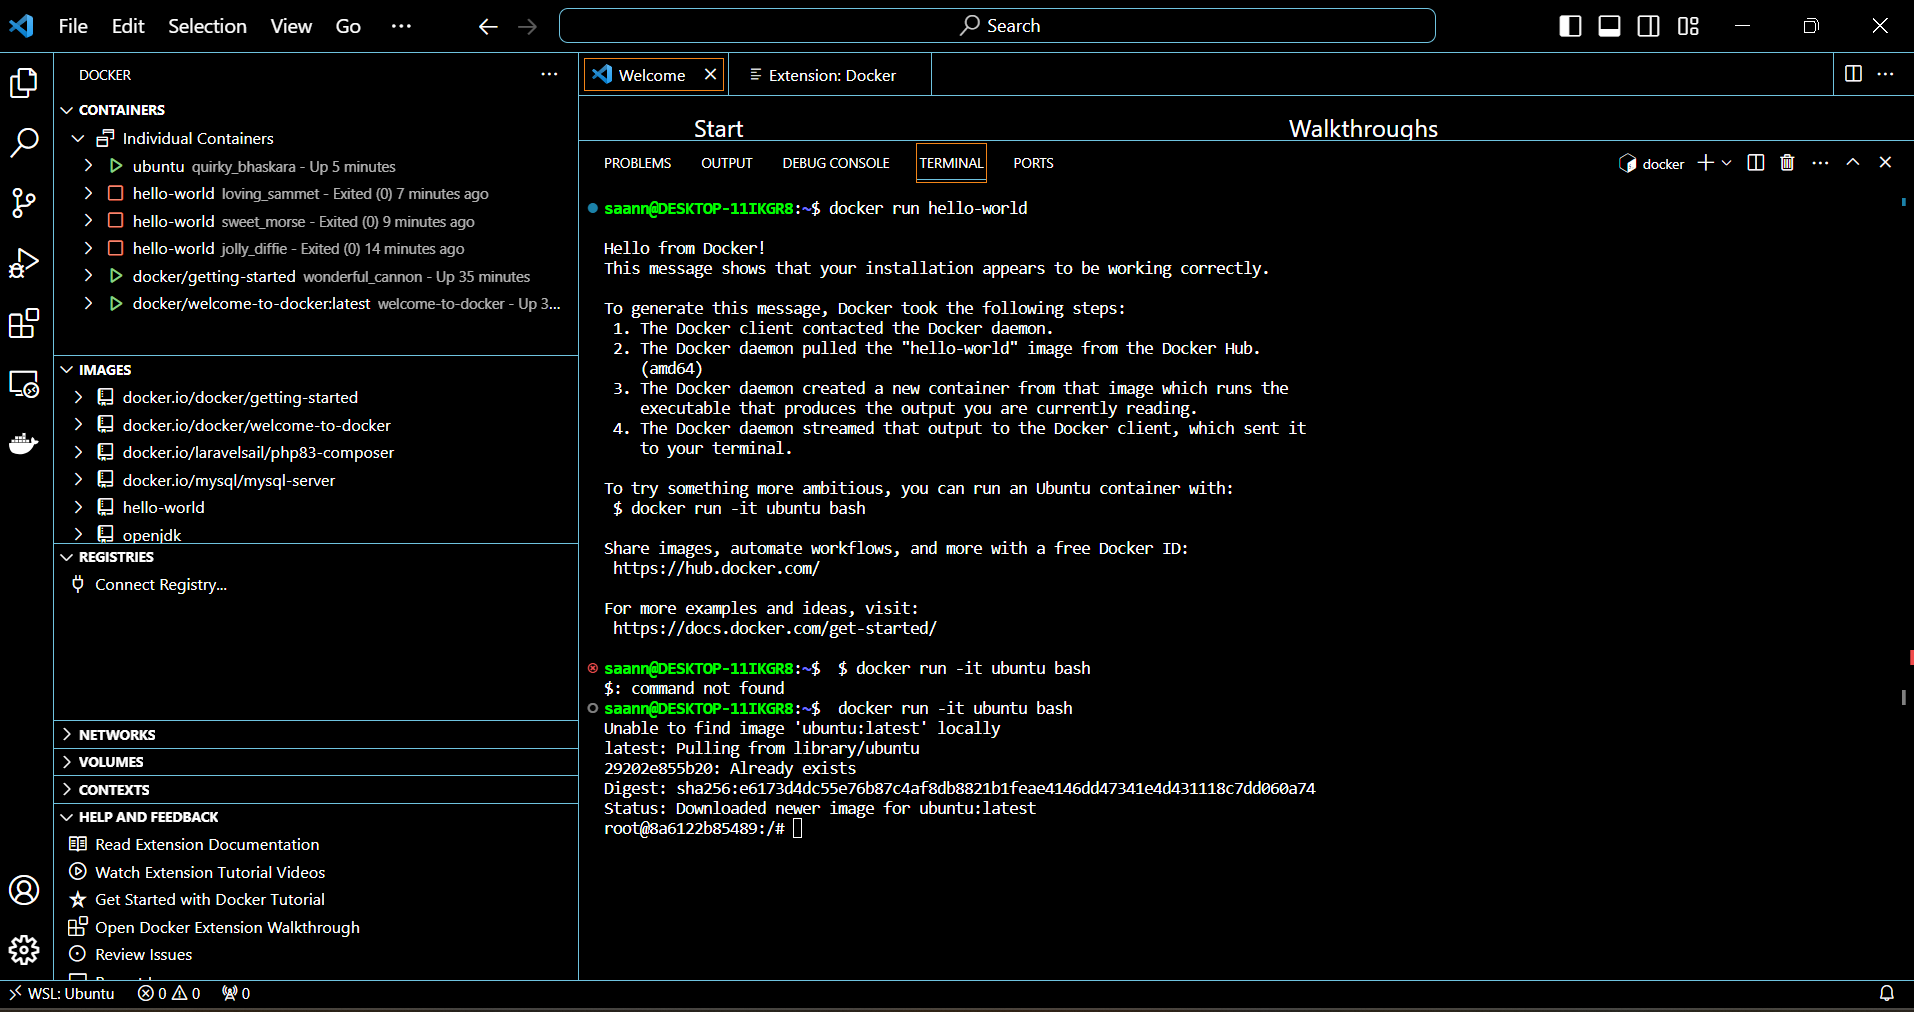 File Edit Selection View Go ··· Search
DOCKER ···
CONTAINERS
Individual Containers
ubuntu quirky_bhaskara - Up 5 minutes
hello-world loving_sammet - Exited (0) 7 minutes ago
hello-world sweet_morse - Exited (0) 9 minutes ago
hello-world jolly_diffie - Exited (0) 14 minutes ago
docker/getting-started wonderful_cannon - Up 35 minutes
docker/welcome-to-docker:latest welcome-to-docker - Up 3...
IMAGES
docker.io/docker/getting-started
docker.io/docker/welcome-to-docker
docker.io/laravelsail/php83-composer
docker.io/mysql/mysql-server
hello-world
openjdk
REGISTRIES
Connect Registry...
NETWORKS
VOLUMES
CONTEXTS
HELP AND FEEDBACK
Read Extension Documentation
Watch Extension Tutorial Videos
Get Started with Docker Tutorial
Open Docker Extension Walkthrough
Review Issues
Welcome Extension: Docker
Start Walkthroughs
PROBLEMS OUTPUT DEBUG CONSOLE TERMINAL PORTS docker
saann@DESKTOP-11IKGR8:~$ docker run hello-world
Hello from Docker!
This message shows that your installation appears to be working correctly.
To generate this message, Docker took the following steps:
1. The Docker client contacted the Docker daemon.
2. The Docker daemon pulled the "hello-world" image from the Docker Hub.
(amd64)
3. The Docker daemon created a new container from that image which runs the
executable that produces the output you are currently reading.
4. The Docker daemon streamed that output to the Docker client, which sent it
to your terminal.
To try something more ambitious, you can run an Ubuntu container with:
$ docker run -it ubuntu bash
Share images, automate workflows, and more with a free Docker ID:
https://hub.docker.com/
For more examples and ideas, visit:
https://docs.docker.com/get-started/
saann@DESKTOP-11IKGR8:~$  $ docker run -it ubuntu bash
$: command not found
saann@DESKTOP-11IKGR8:~$  docker run -it ubuntu bash
Unable to find image 'ubuntu:latest' locally
latest: Pulling from library/ubuntu
29202e855b20: Already exists
Digest: sha256:e6173d4dc55e76b87c4af8db8821b1feae4146dd47341e4d431118c7dd060a74
Status: Downloaded newer image for ubuntu:latest
root@8a6122b85489:/#
WSL: Ubuntu 0 0 0